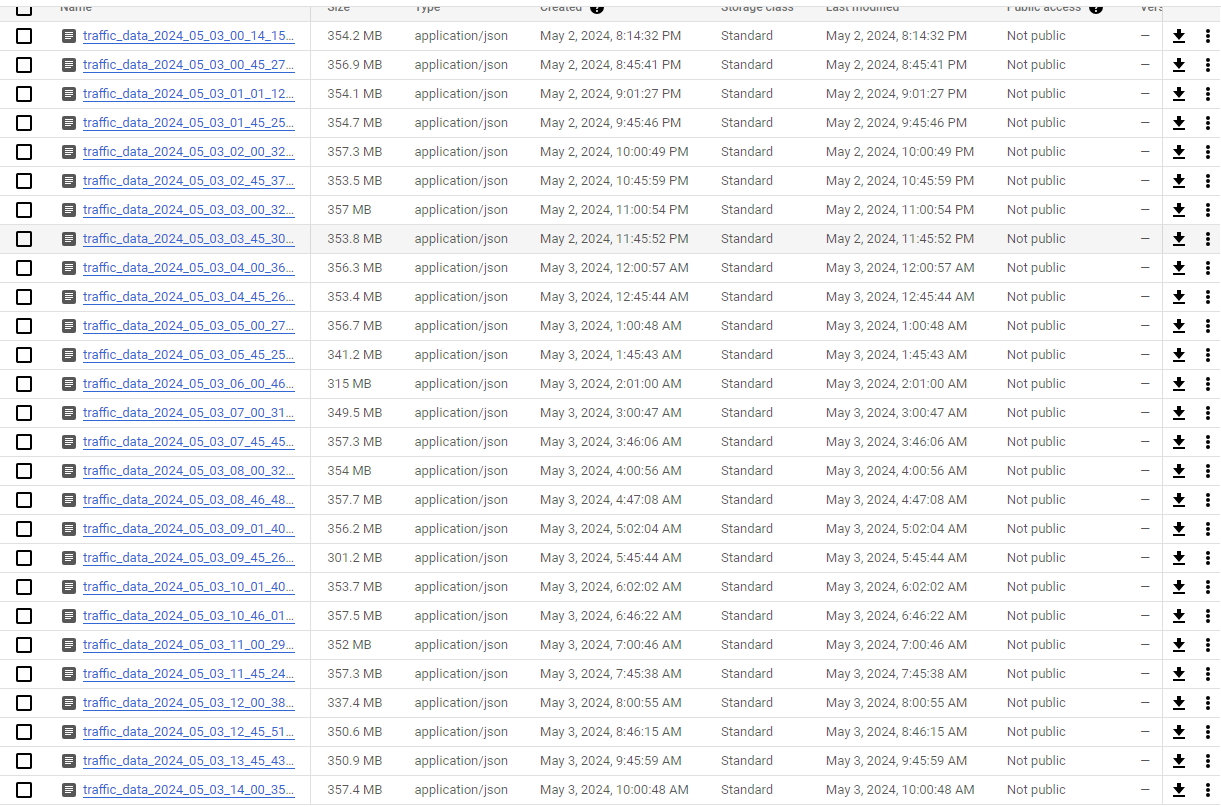 Name Size Type Created Storage class Last modified Public access Vers
traffic_data_2024_05_03_00_14_15... 354.2 MB application/json May 2, 2024, 8:14:32 PM Standard May 2, 2024, 8:14:32 PM Not public —
traffic_data_2024_05_03_00_45_27... 356.9 MB application/json May 2, 2024, 8:45:41 PM Standard May 2, 2024, 8:45:41 PM Not public —
traffic_data_2024_05_03_01_01_12... 354.1 MB application/json May 2, 2024, 9:01:27 PM Standard May 2, 2024, 9:01:27 PM Not public —
traffic_data_2024_05_03_01_45_25... 354.7 MB application/json May 2, 2024, 9:45:46 PM Standard May 2, 2024, 9:45:46 PM Not public —
traffic_data_2024_05_03_02_00_32... 357.3 MB application/json May 2, 2024, 10:00:49 PM Standard May 2, 2024, 10:00:49 PM Not public —
traffic_data_2024_05_03_02_45_37... 353.5 MB application/json May 2, 2024, 10:45:59 PM Standard May 2, 2024, 10:45:59 PM Not public —
traffic_data_2024_05_03_03_00_32... 357 MB application/json May 2, 2024, 11:00:54 PM Standard May 2, 2024, 11:00:54 PM Not public —
traffic_data_2024_05_03_03_45_30... 353.8 MB application/json May 2, 2024, 11:45:52 PM Standard May 2, 2024, 11:45:52 PM Not public —
traffic_data_2024_05_03_04_00_36... 356.3 MB application/json May 3, 2024, 12:00:57 AM Standard May 3, 2024, 12:00:57 AM Not public —
traffic_data_2024_05_03_04_45_26... 353.4 MB application/json May 3, 2024, 12:45:44 AM Standard May 3, 2024, 12:45:44 AM Not public —
traffic_data_2024_05_03_05_00_27... 356.7 MB application/json May 3, 2024, 1:00:48 AM Standard May 3, 2024, 1:00:48 AM Not public —
traffic_data_2024_05_03_05_45_25... 341.2 MB application/json May 3, 2024, 1:45:43 AM Standard May 3, 2024, 1:45:43 AM Not public —
traffic_data_2024_05_03_06_00_46... 315 MB application/json May 3, 2024, 2:01:00 AM Standard May 3, 2024, 2:01:00 AM Not public —
traffic_data_2024_05_03_07_00_31... 349.5 MB application/json May 3, 2024, 3:00:47 AM Standard May 3, 2024, 3:00:47 AM Not public —
traffic_data_2024_05_03_07_45_45... 357.3 MB application/json May 3, 2024, 3:46:06 AM Standard May 3, 2024, 3:46:06 AM Not public —
traffic_data_2024_05_03_08_00_32... 354 MB application/json May 3, 2024, 4:00:56 AM Standard May 3, 2024, 4:00:56 AM Not public —
traffic_data_2024_05_03_08_46_48... 357.7 MB application/json May 3, 2024, 4:47:08 AM Standard May 3, 2024, 4:47:08 AM Not public —
traffic_data_2024_05_03_09_01_40... 356.2 MB application/json May 3, 2024, 5:02:04 AM Standard May 3, 2024, 5:02:04 AM Not public —
traffic_data_2024_05_03_09_45_26... 301.2 MB application/json May 3, 2024, 5:45:44 AM Standard May 3, 2024, 5:45:44 AM Not public —
traffic_data_2024_05_03_10_01_40... 353.7 MB application/json May 3, 2024, 6:02:02 AM Standard May 3, 2024, 6:02:02 AM Not public —
traffic_data_2024_05_03_10_46_01... 357.5 MB application/json May 3, 2024, 6:46:22 AM Standard May 3, 2024, 6:46:22 AM Not public —
traffic_data_2024_05_03_11_00_29... 352 MB application/json May 3, 2024, 7:00:46 AM Standard May 3, 2024, 7:00:46 AM Not public —
traffic_data_2024_05_03_11_45_24... 357.3 MB application/json May 3, 2024, 7:45:38 AM Standard May 3, 2024, 7:45:38 AM Not public —
traffic_data_2024_05_03_12_00_38... 337.4 MB application/json May 3, 2024, 8:00:55 AM Standard May 3, 2024, 8:00:55 AM Not public —
traffic_data_2024_05_03_12_45_51... 350.6 MB application/json May 3, 2024, 8:46:15 AM Standard May 3, 2024, 8:46:15 AM Not public —
traffic_data_2024_05_03_13_45_43... 350.9 MB application/json May 3, 2024, 9:45:59 AM Standard May 3, 2024, 9:45:59 AM Not public —
traffic_data_2024_05_03_14_00_35... 357.4 MB application/json May 3, 2024, 10:00:48 AM Standard May 3, 2024, 10:00:48 AM Not public —